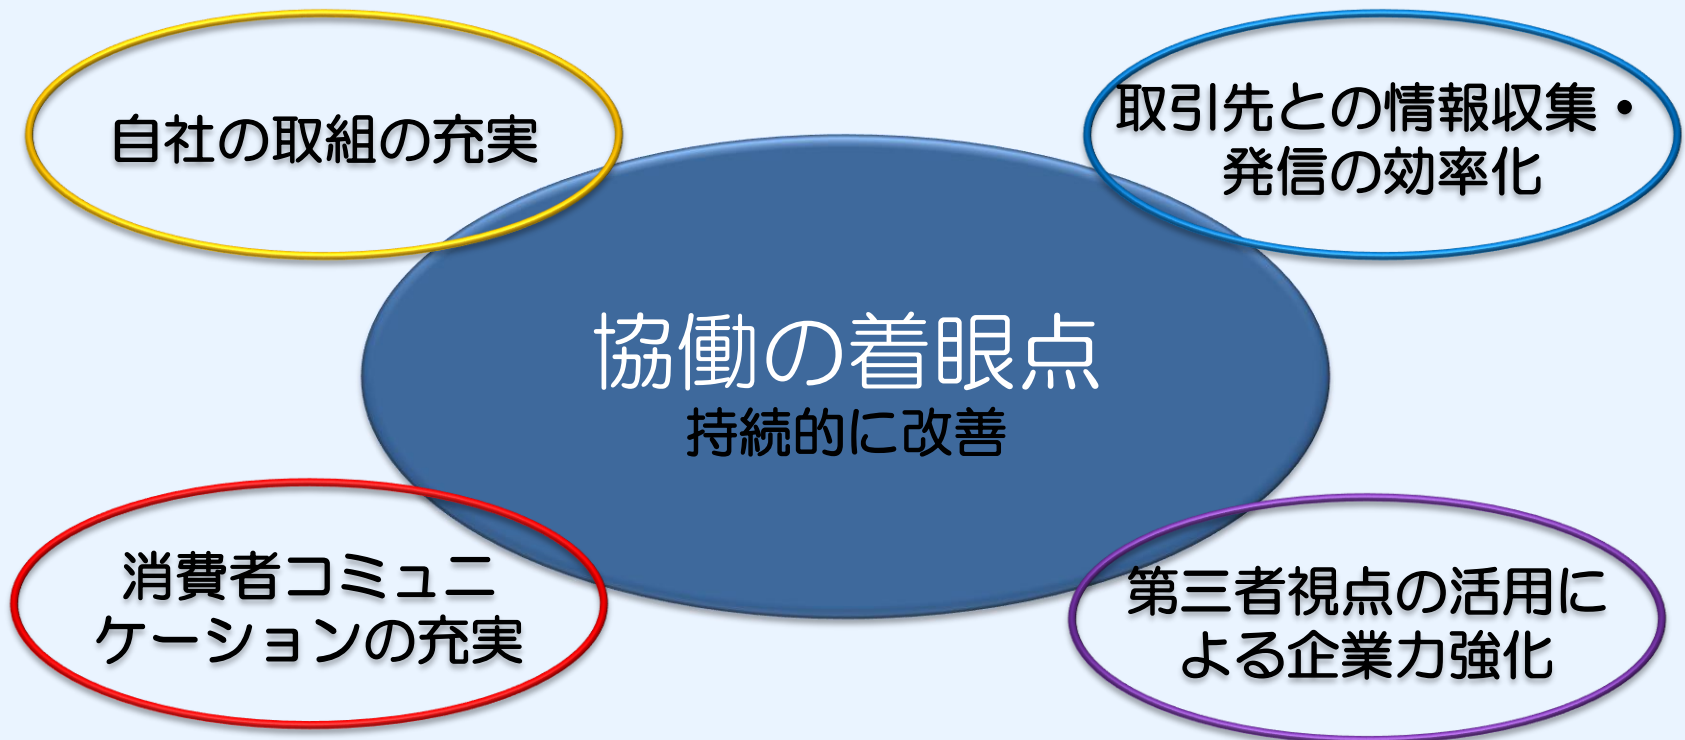 自社の取組の充実
取引先との情報収集・
発信の効率化
協働の着眼点
持続的に改善
消費者コミュニ
ケーションの充実
第三者視点の活用に
よる企業力強化